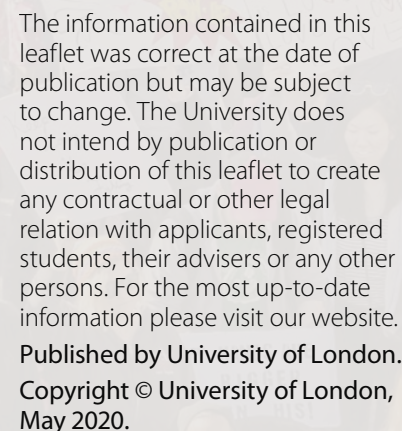 The information contained in this
leaflet was correct at the date of
publication but may be subject
to change. The University does
not intend by publication or
distribution of this leaflet to create
any contractual or other legal
relation with applicants, registered
students, their advisers or any other
persons. For the most up-to-date
information please visit our website.
Published by University of London.
Copyright © University of London,
May 2020.